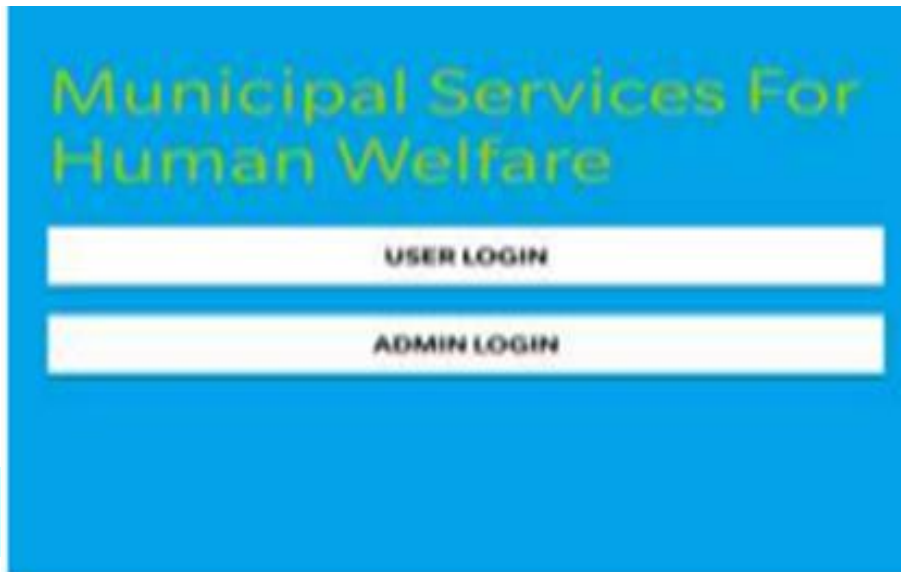 Municipal Services For
Human Welfare
USER LOGIN
ADMIN LOGIN